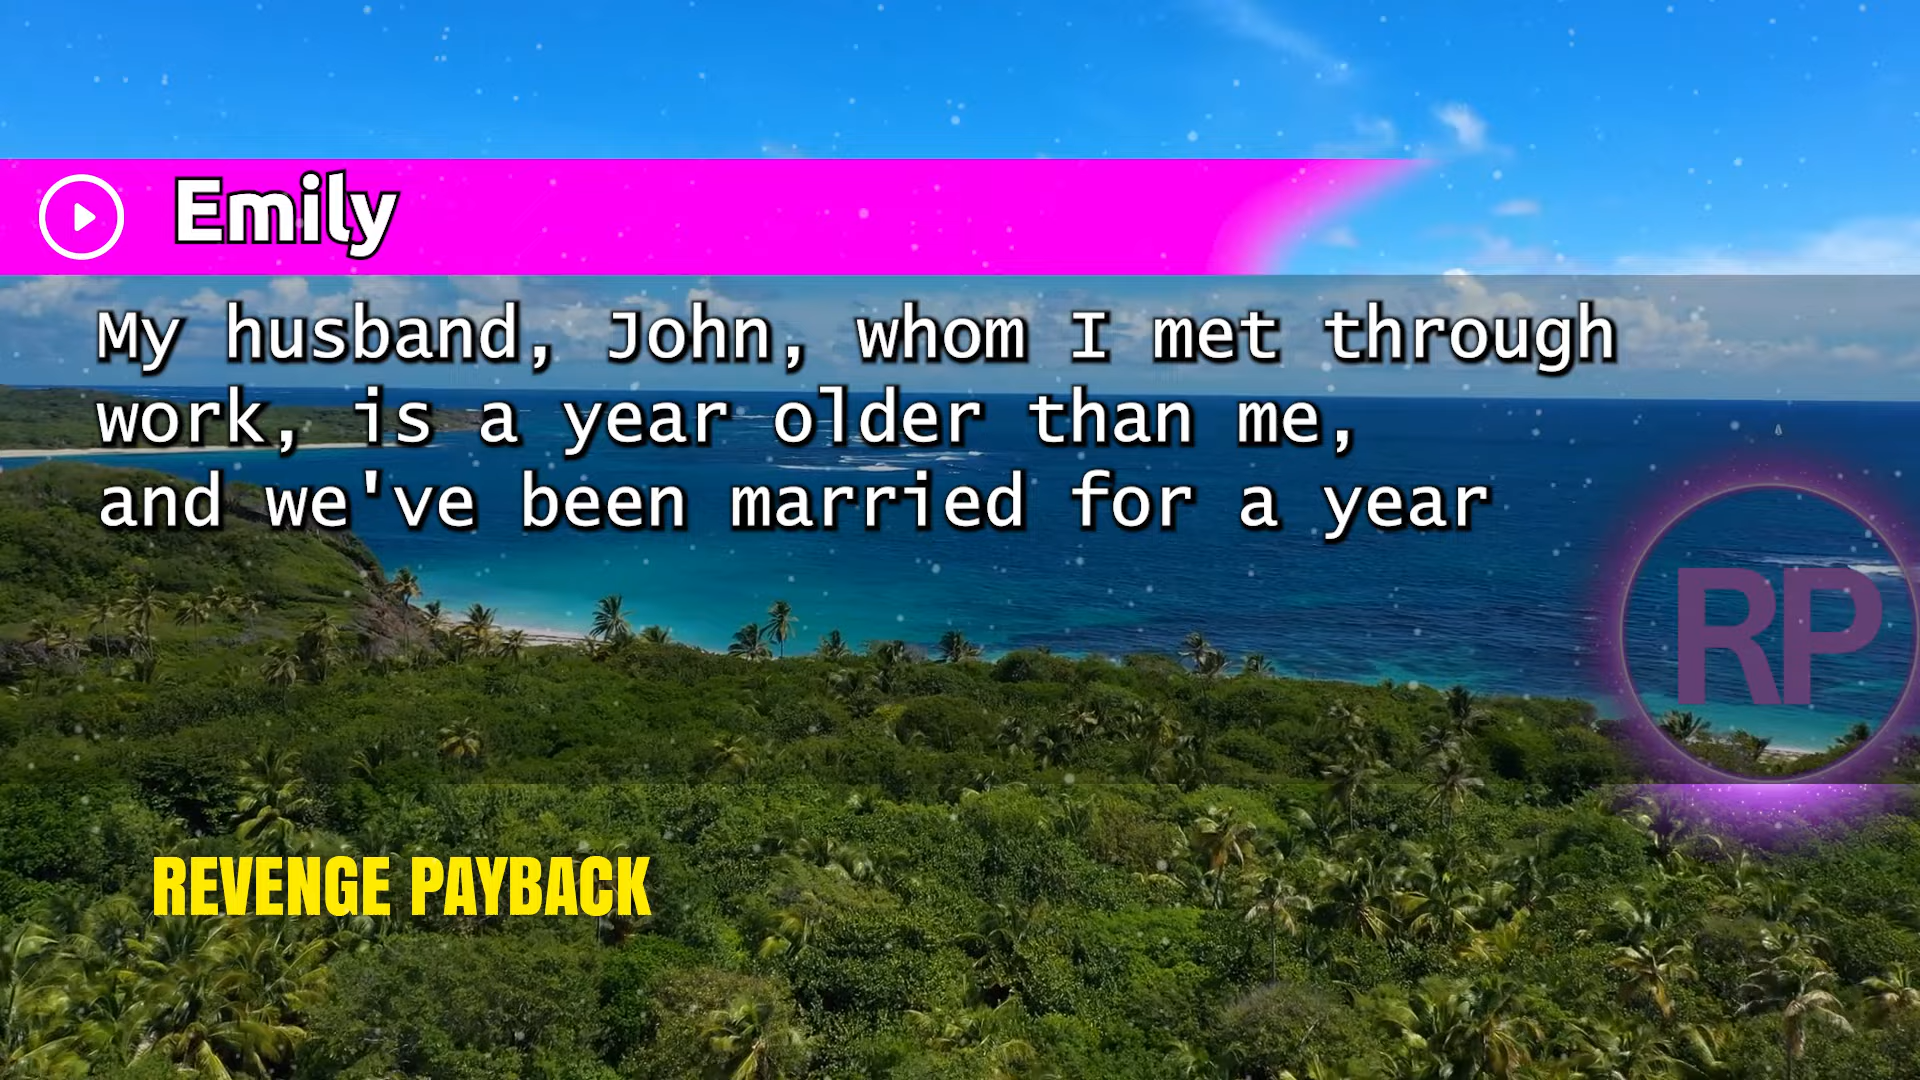 Emily
My husband, John, whom I met through
work, is a year older than me,
and we've been married for a year
RP
REVENGE PAYBACK